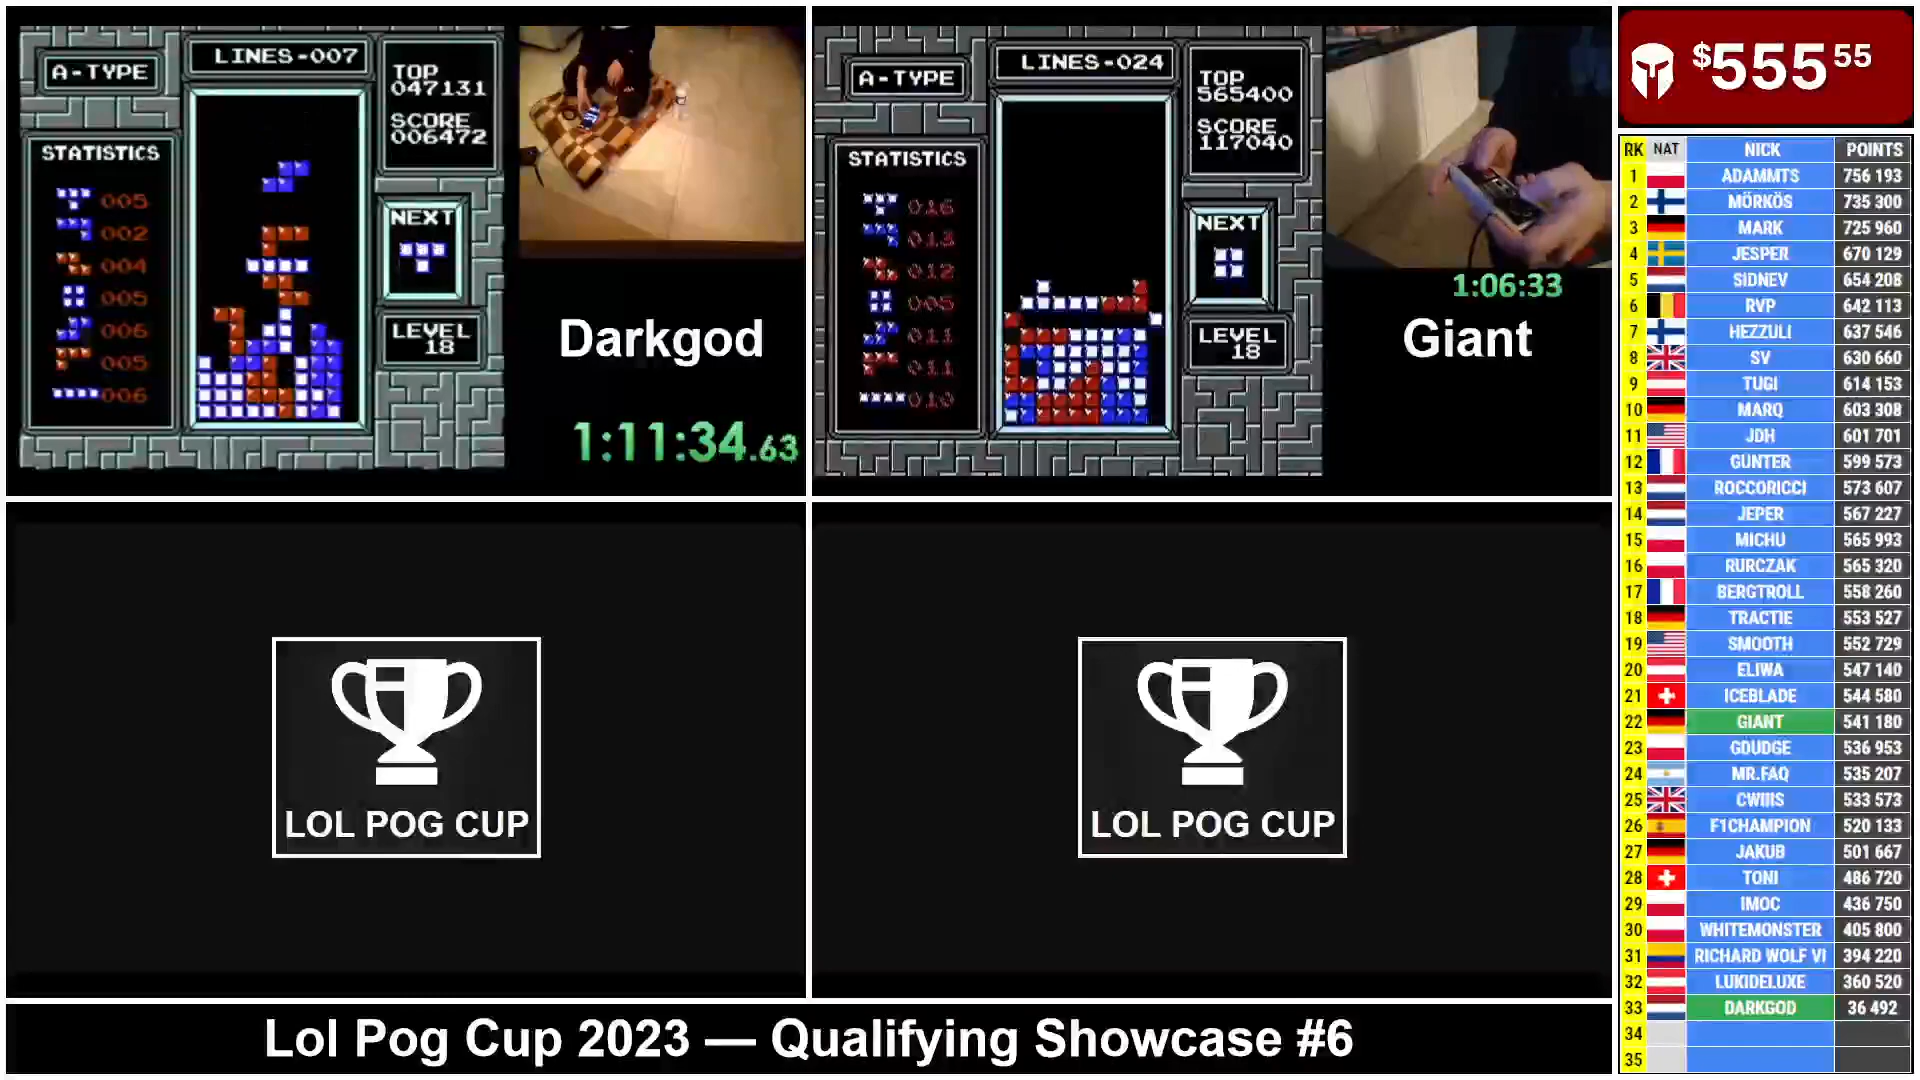 A-TYPE
LINES-007
TOP
047131
SCORE
006472
STATISTICS
005
002
004
005
006
005
006
NEXT
LEVEL
18
Darkgod
1:11:34.63
A-TYPE
LINES-024
TOP
565400
SCORE
117040
STATISTICS
016
013
012
005
011
011
010
NEXT
LEVEL
18
1:06:33
Giant
LOL POG CUP
LOL POG CUP
Lol Pog Cup 2023 — Qualifying Showcase #6
$555 55
RK NAT NICK POINTS
1 ADAMMTS 756 193
2 MÖRKÖS 735 300
3 MARK 725 960
4 JESPER 670 129
5 SIDNEV 654 208
6 RVP 642 113
7 HEZZULI 637 546
8 SV 630 660
9 TUGI 614 153
10 MARQ 603 308
11 JDH 601 701
12 GUNTER 599 573
13 ROCCORICCI 573 607
14 JEPER 567 227
15 MICHU 565 993
16 RURCZAK 565 320
17 BERGTROLL 558 260
18 TRACTIE 553 527
19 SMOOTH 552 729
20 ELIWA 547 140
21 ICEBLADE 544 580
22 GIANT 541 180
23 GDUDGE 536 953
24 MR.FAQ 535 207
25 CWIIIS 533 573
26 F1CHAMPION 520 133
27 JAKUB 501 667
28 TONI 486 720
29 IMOC 436 750
30 WHITEMONSTER 405 800
31 RICHARD WOLF VI 394 220
32 LUKIDELUXE 360 520
33 DARKGOD 36 492
34
35